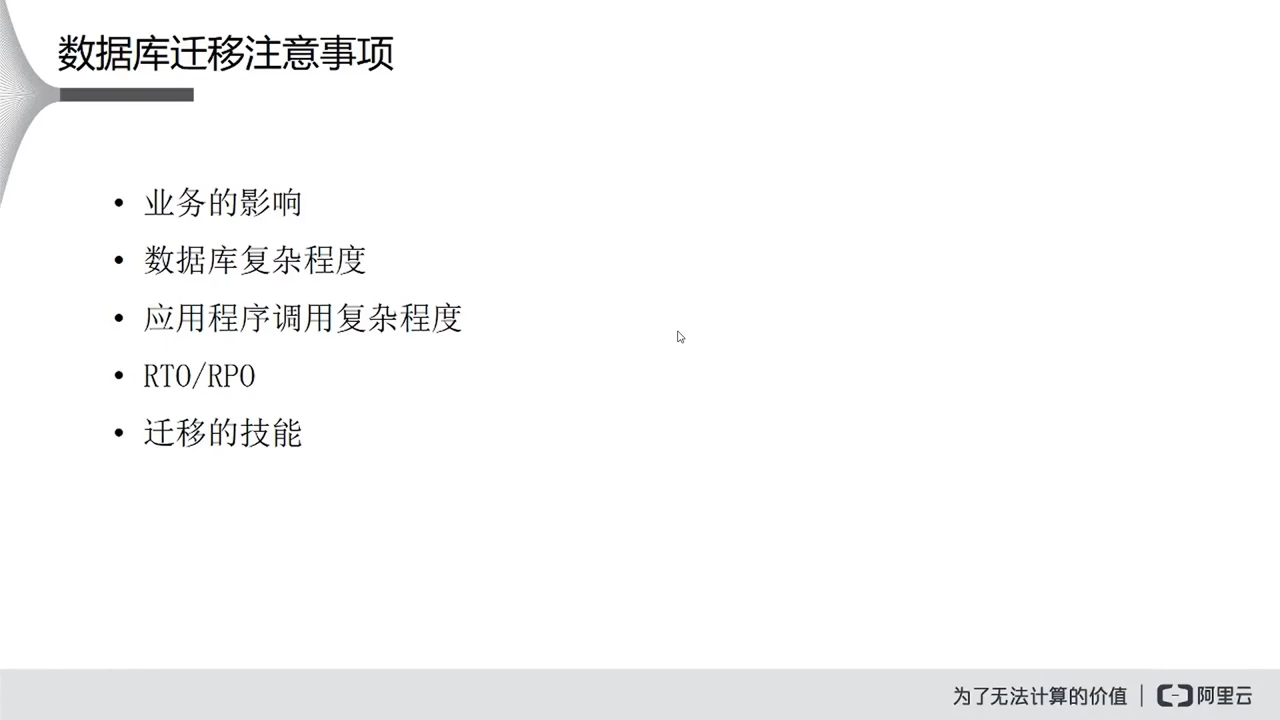 数据库迁移注意事项
• 业务的影响
• 数据库复杂程度
• 应用程序调用复杂程度
• RTO/RPO
• 迁移的技能
为了无法计算的价值 | 阿里云